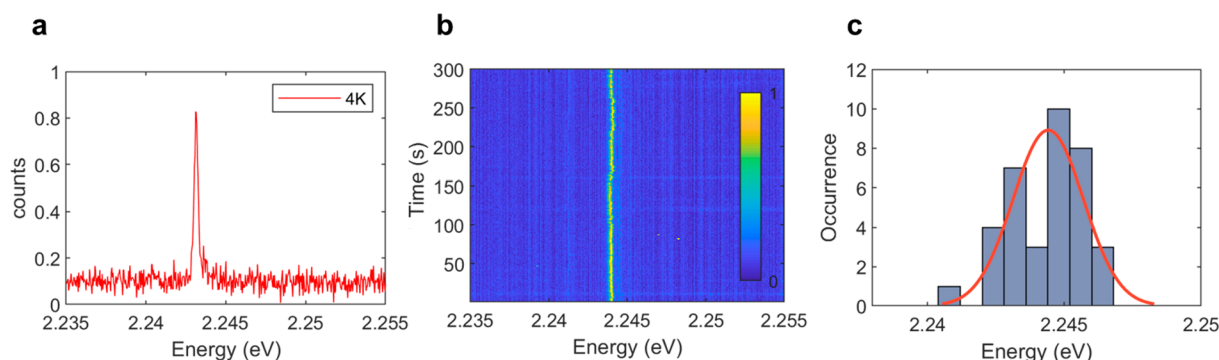 a
1
0.8
0.6
0.4
0.2
0
counts
4K
2.235 2.24 2.245 2.25 2.255
Energy (eV)
b
300
250
200
150
100
50
Time (s)
1
0
2.235 2.24 2.245 2.25 2.255
Energy (eV)
c
12
10
8
6
4
2
0
Occurrence
2.24 2.245 2.25
Energy (eV)